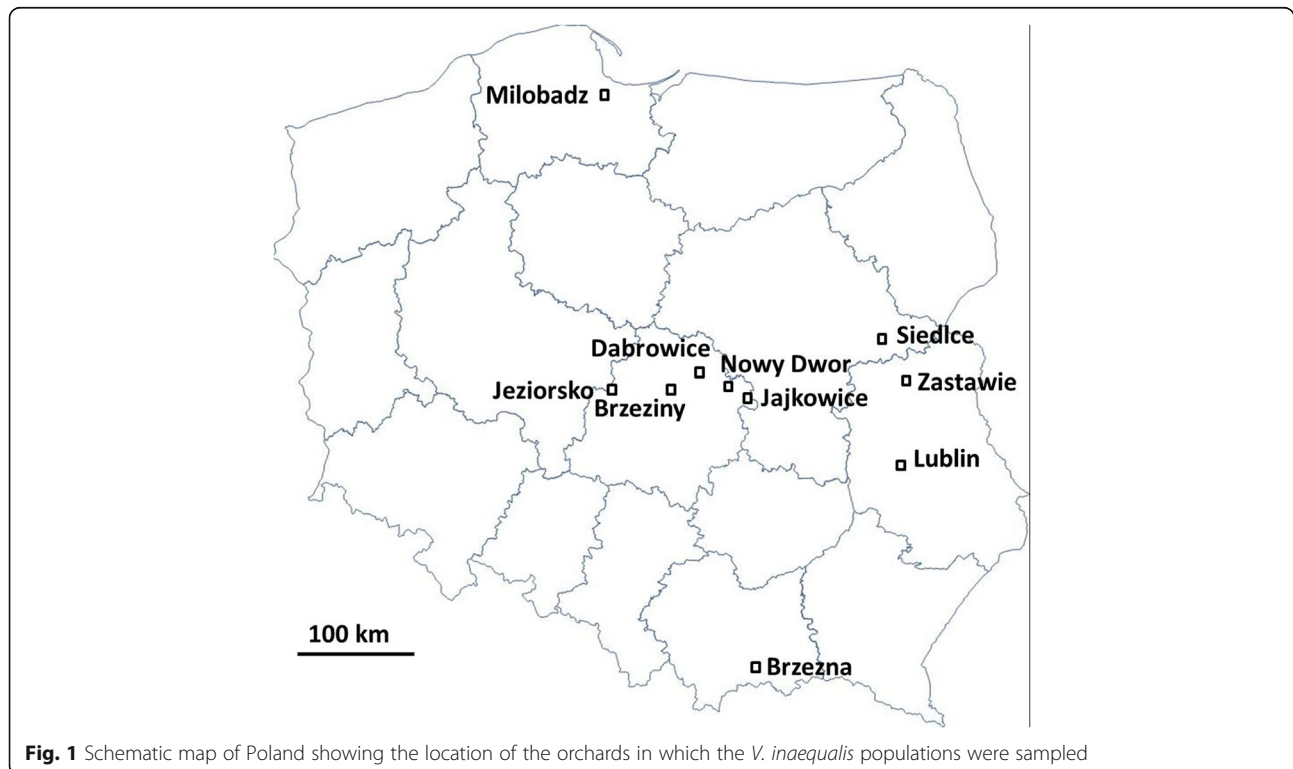 Milobadz
Siedlce
Dabrowice
Nowy Dwor
Zastawie
Jeziorsko
Jajkowice
Brzeziny
Lublin
100 km
Brzezna
Fig. 1 Schematic map of Poland showing the location of the orchards in which the V. inaequalis populations were sampled